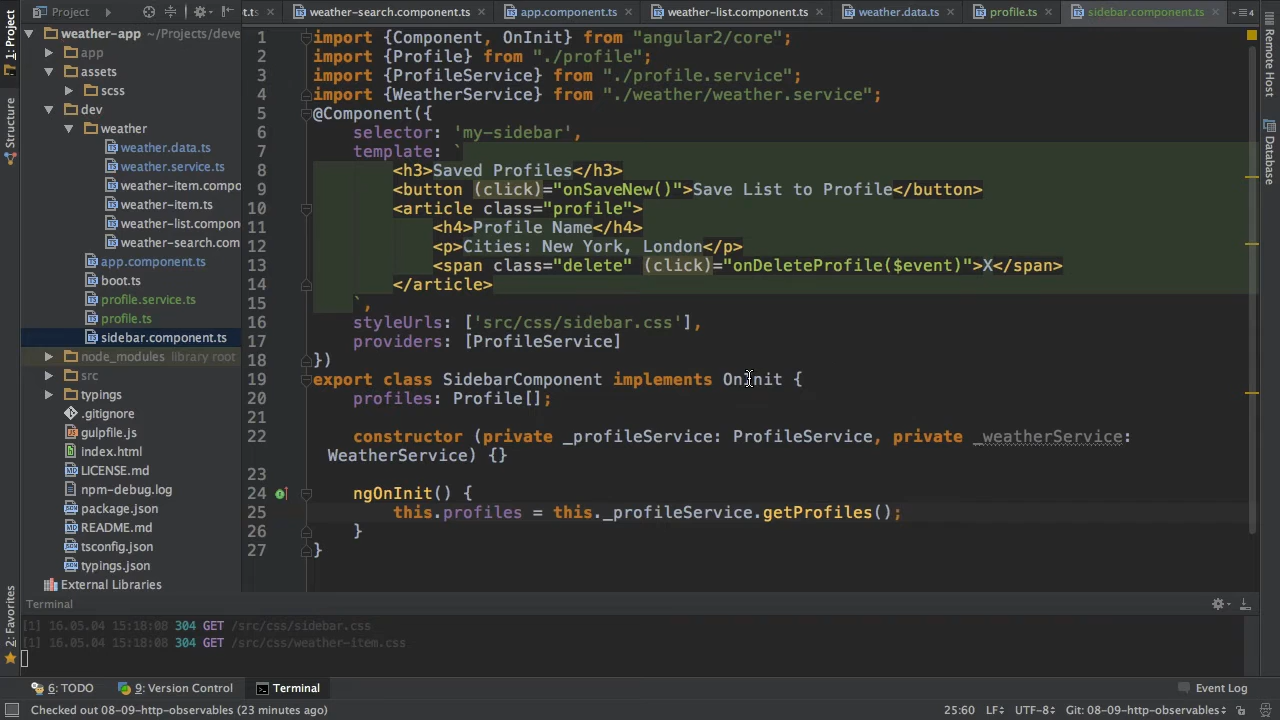 Project
.t.ts
weather-search.component.ts
app.component.ts
weather-list.component.ts
weather.data.ts
profile.ts
sidebar.component.ts
4
1: Project
Structure
2: Favorites
Remote Host
Database
weather-app ~/Projects/deve
app
assets
scss
dev
weather
weather.data.ts
weather.service.ts
weather-item.compo
weather-item.ts
weather-list.compon
weather-search.com
app.component.ts
boot.ts
profile.service.ts
profile.ts
sidebar.component.ts
node_modules library root
src
typings
.gitignore
gulpfile.js
index.html
LICENSE.md
npm-debug.log
package.json
README.md
tsconfig.json
typings.json
External Libraries
1 import {Component, OnInit} from "angular2/core";
2 import {Profile} from "./profile";
3 import {ProfileService} from "./profile.service";
4 import {WeatherService} from "./weather/weather.service";
5 @Component({
6 selector: 'my-sidebar',
7 template: `
8 <h3>Saved Profiles</h3>
9 <button (click)="onSaveNew()">Save List to Profile</button>
10 <article class="profile">
11 <h4>Profile Name</h4>
12 <p>Cities: New York, London</p>
13 <span class="delete" (click)="onDeleteProfile($event)">X</span>
14 </article>
15 `,
16 styleUrls: ['src/css/sidebar.css'],
17 providers: [ProfileService]
18 })
19 export class SidebarComponent implements OnInit {
20 profiles: Profile[];
21
22 constructor (private _profileService: ProfileService, private _weatherService:
WeatherService) {}
23
24 ngOnInit() {
25 this.profiles = this._profileService.getProfiles();
26 }
27 }
Terminal
[1] 16.05.04 15:18:08 304 GET /src/css/sidebar.css
[1] 16.05.04 15:18:08 304 GET /src/css/weather-item.css
6: TODO
9: Version Control
Terminal
Event Log
Checked out 08-09-http-observables (23 minutes ago)
25:60 LF÷ UTF-8÷ Git: 08-09-http-observables÷